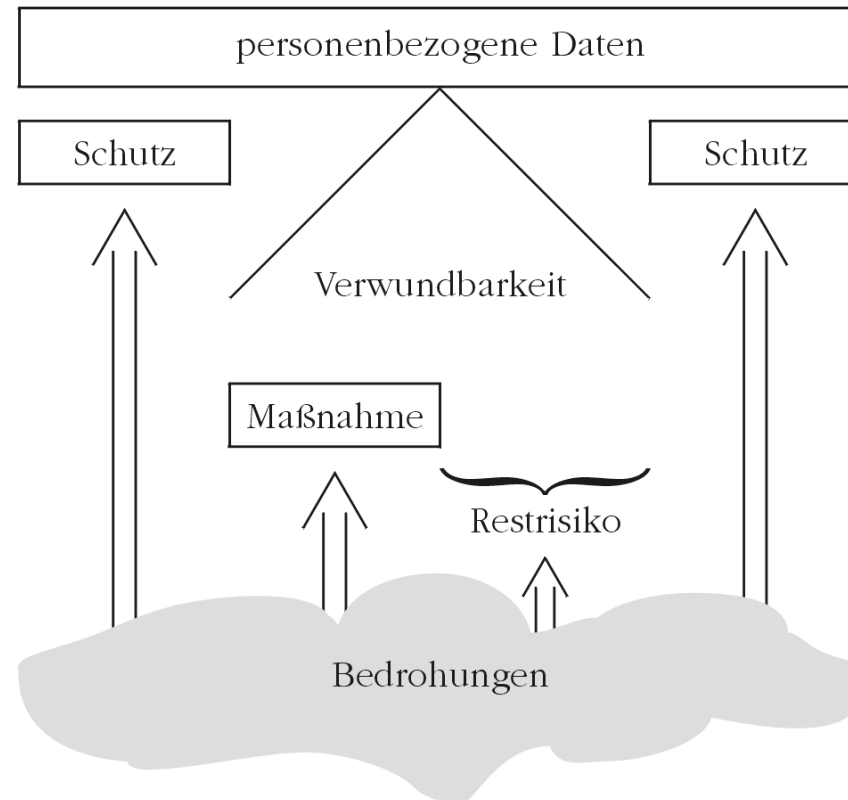 personenbezogene Daten
Schutz
Schutz
Verwundbarkeit
Maßnahme
Restrisiko
Bedrohungen